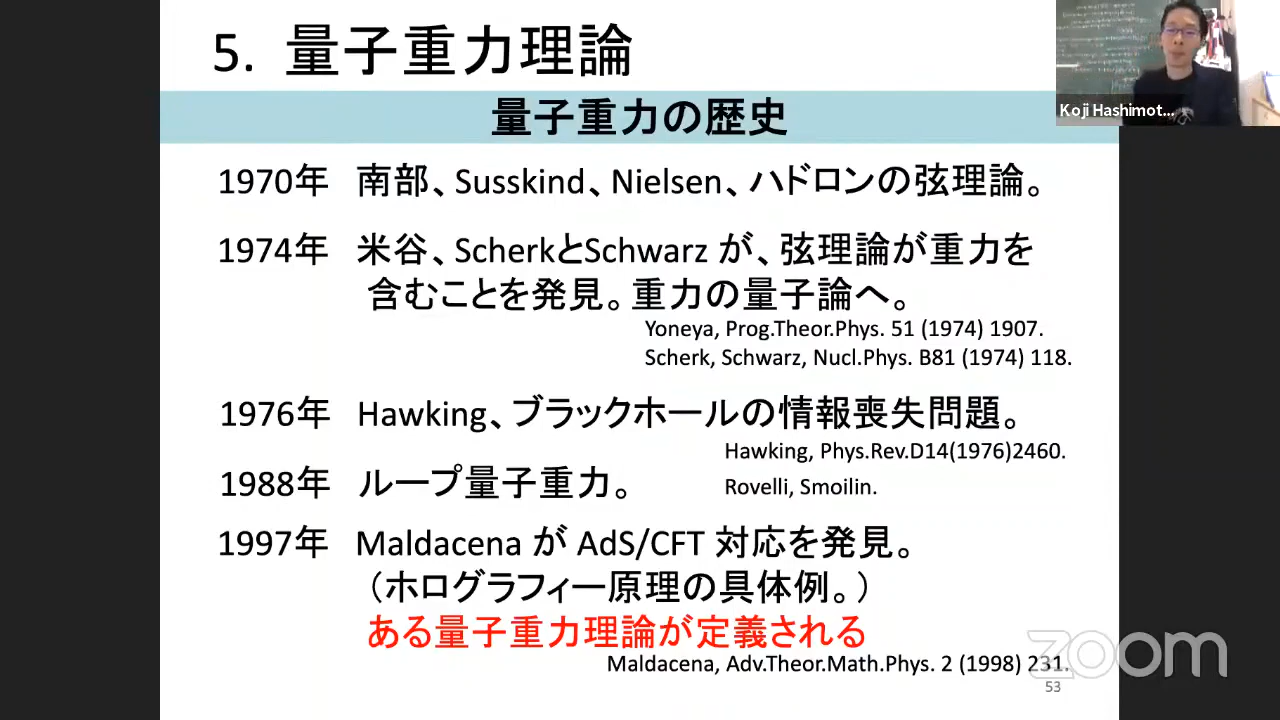 5. 量子重力理論
Koji Hashimot...
量子重力の歴史
1970年 南部、Susskind、Nielsen、ハドロンの弦理論。
1974年 米谷、ScherkとSchwarz が、弦理論が重力を
含むことを発見。重力の量子論へ。
Yoneya, Prog.Theor.Phys. 51 (1974) 1907.
Scherk, Schwarz, Nucl.Phys. B81 (1974) 118.
1976年 Hawking、ブラックホールの情報喪失問題。
Hawking, Phys.Rev.D14(1976)2460.
1988年 ループ量子重力。 Rovelli, Smoilin.
1997年 Maldacena が AdS/CFT 対応を発見。
（ホログラフィー原理の具体例。）
ある量子重力理論が定義される
Maldacena, Adv.Theor.Math.Phys. 2 (1998) 231.
zoom
53